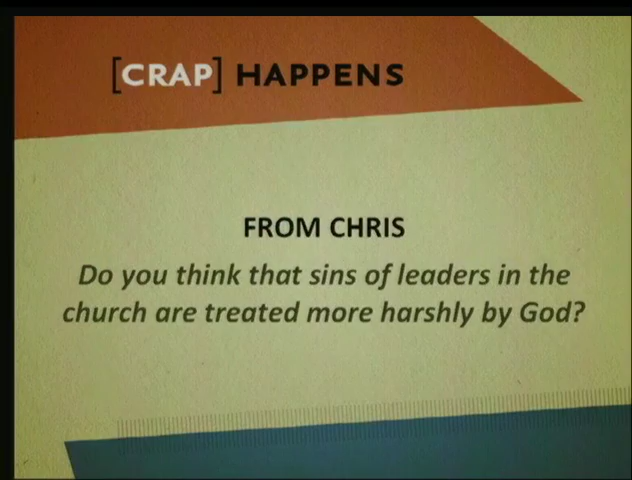 [CRAP] HAPPENS
FROM CHRIS
Do you think that sins of leaders in the
church are treated more harshly by God?